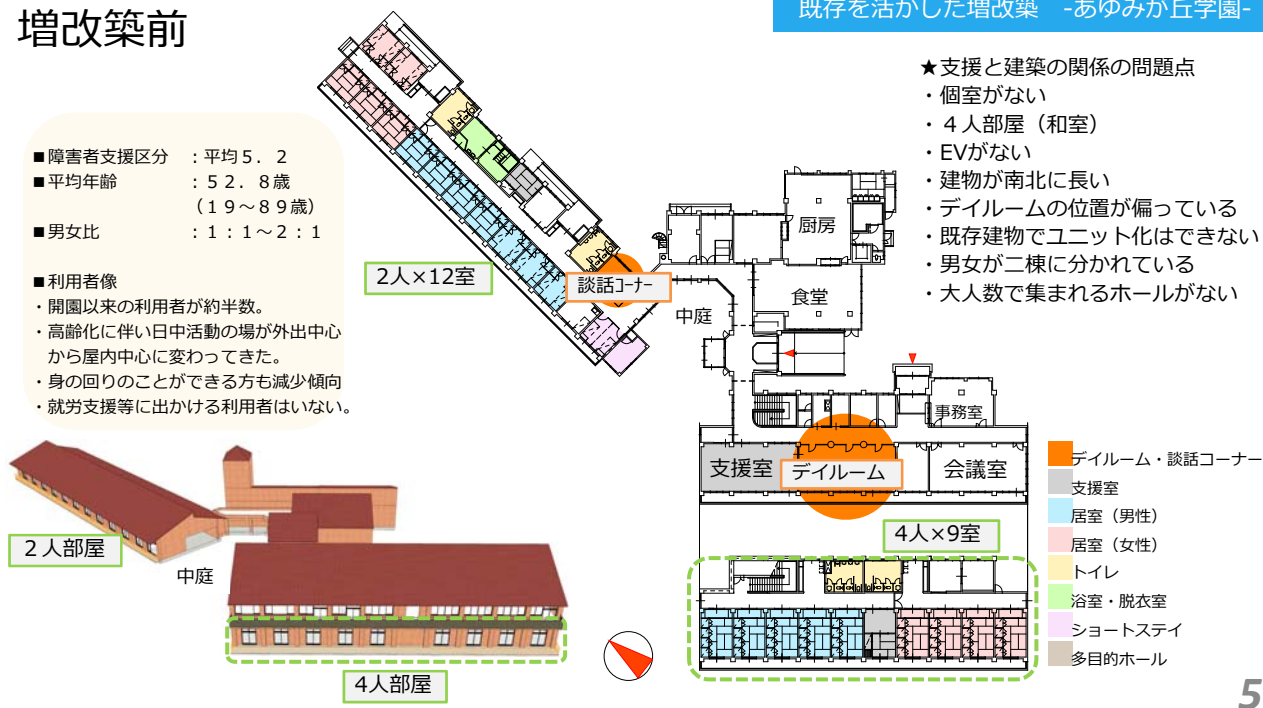 増改築前
既存を活かした増改築 -あゆみが丘学園-
■障害者支援区分 :平均5.2
■平均年齢 :52.8歳
(19~89歳)
■男女比 :1:1~2:1
■利用者像
・開園以来の利用者が約半数。
・高齢化に伴い日中活動の場が外出中心
から屋内中心に変わってきた。
・身の回りのことができる方も減少傾向
・就労支援等に出かける利用者はいない。
★支援と建築の関係の問題点
・個室がない
・4人部屋(和室)
・EVがない
・建物が南北に長い
・デイルームの位置が偏っている
・既存建物でユニット化はできない
・男女が二棟に分かれている
・大人数で集まれるホールがない
2人×12室
談話コーナー
中庭
厨房
食堂
事務室
支援室
デイルーム
会議室
4人×9室
2人部屋
中庭
4人部屋
デイルーム・談話コーナー
支援室
居室(男性)
居室(女性)
トイレ
浴室・脱衣室
ショートステイ
多目的ホール
5